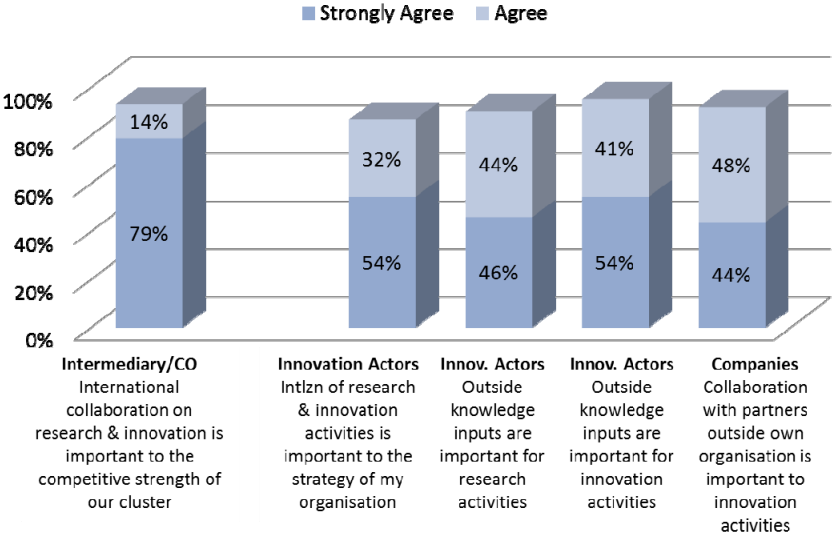 Strongly Agree Agree
100%
80%
60%
40%
20%
0%
14%
79%
32%
54%
44%
46%
41%
54%
48%
44%
Intermediary/CO
International
collaboration on
research & innovation is
important to the
competitive strength of
our cluster
Innovation Actors
Intlzn of research
& innovation
activities is
important to the
strategy of my
organisation
Innov. Actors
Outside
knowledge
inputs are
important for
research
activities
Innov. Actors
Outside
knowledge
inputs are
important for
innovation
activities
Companies
Collaboration
with partners
outside own
organisation is
important to
innovation
activities